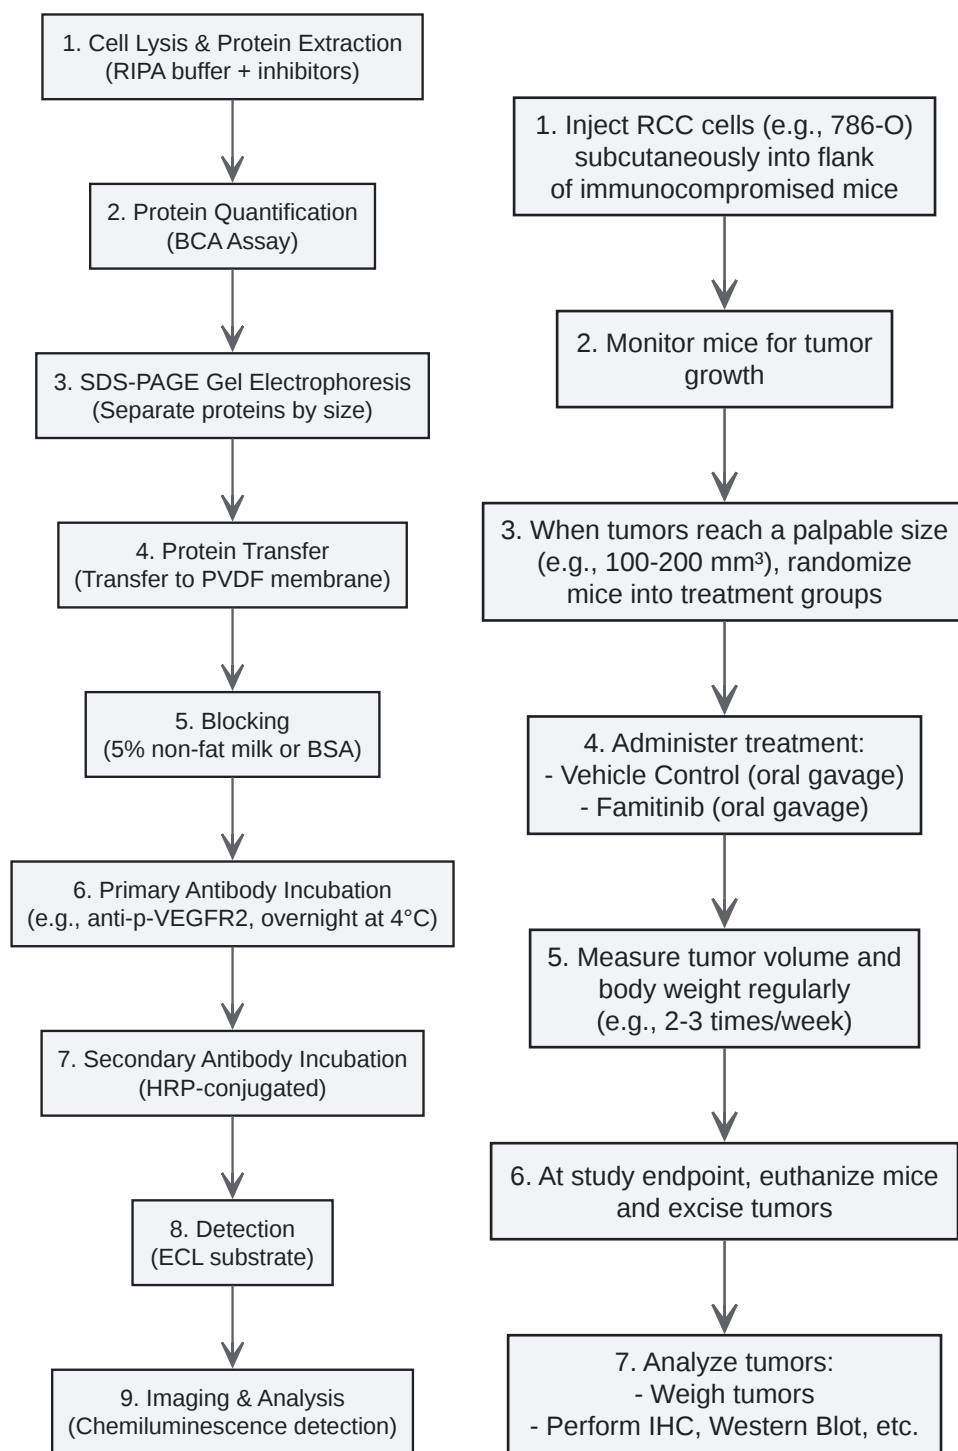 1. Cell Lysis & Protein Extraction
(RIPA buffer + inhibitors)
2. Protein Quantification
(BCA Assay)
3. SDS-PAGE Gel Electrophoresis
(Separate proteins by size)
4. Protein Transfer
(Transfer to PVDF membrane)
5. Blocking
(5% non-fat milk or BSA)
6. Primary Antibody Incubation
(e.g., anti-p-VEGFR2, overnight at 4°C)
7. Secondary Antibody Incubation
(HRP-conjugated)
8. Detection
(ECL substrate)
9. Imaging & Analysis
(Chemiluminescence detection)
1. Inject RCC cells (e.g., 786-O)
subcutaneously into flank
of immunocompromised mice
2. Monitor mice for tumor
growth
3. When tumors reach a palpable size
(e.g., 100-200 mm³), randomize
mice into treatment groups
4. Administer treatment:
- Vehicle Control (oral gavage)
- Famitinib (oral gavage)
5. Measure tumor volume and
body weight regularly
(e.g., 2-3 times/week)
6. At study endpoint, euthanize mice
and excise tumors
7. Analyze tumors:
- Weigh tumors
- Perform IHC, Western Blot, etc.